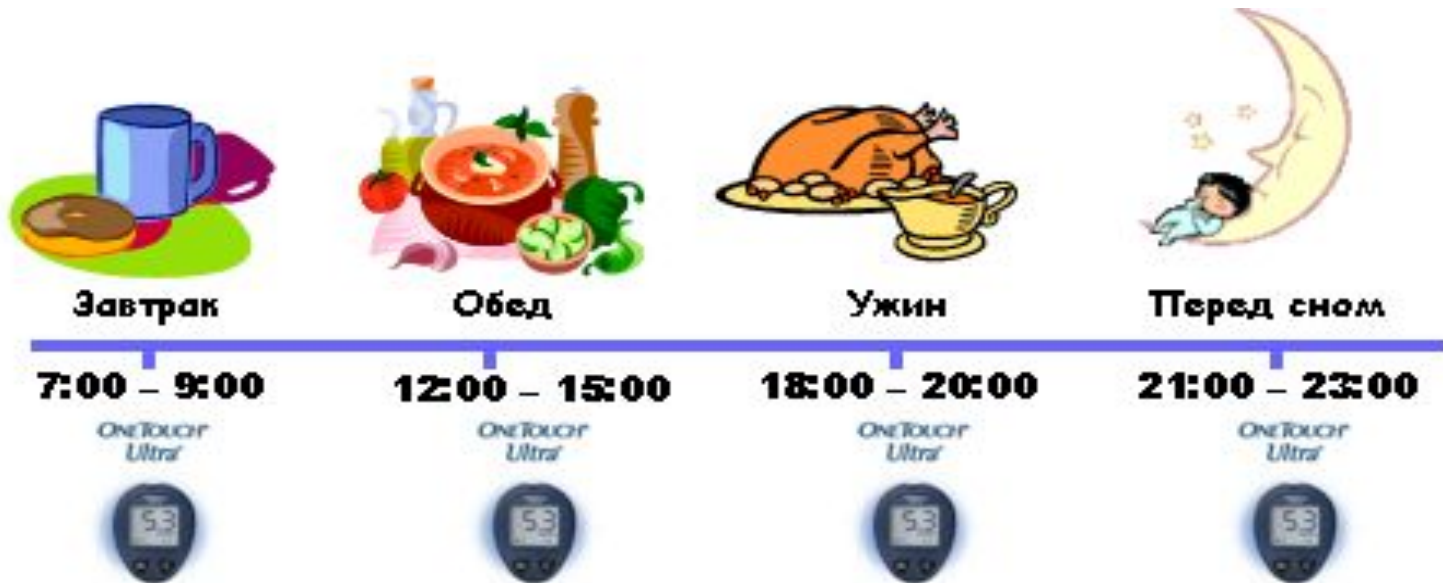 Завтрак
Обед
Ужин
Перед сном
7:00 – 9:00
12:00 – 15:00
18:00 – 20:00
21:00 – 23:00
ONETOUCH®
Ultra®
ONETOUCH®
Ultra®
ONETOUCH®
Ultra®
ONETOUCH®
Ultra®
5.3
5.3
5.3
5.3